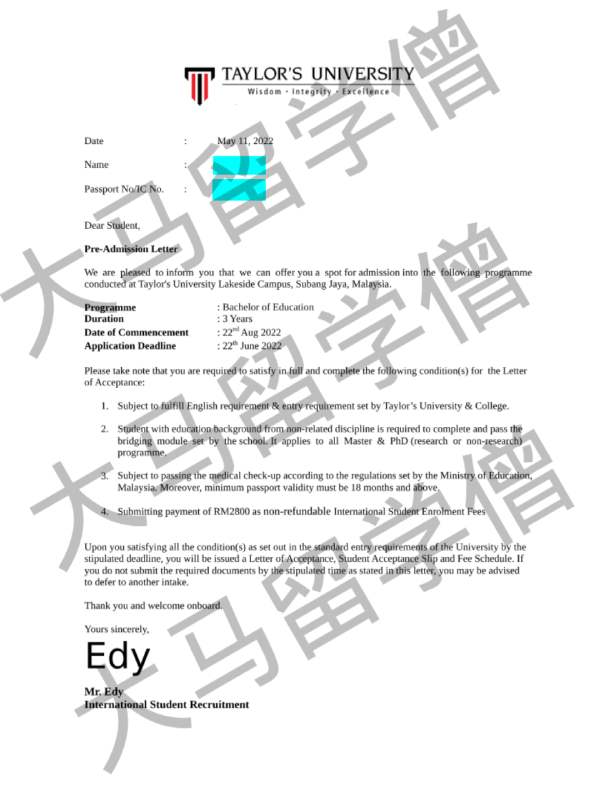 TAYLOR'S UNIVERSITY
Wisdom · Integrity · Excellence
Date : May 11, 2022
Name :
Passport No/IC No. :
Dear Student,
Pre-Admission Letter
We are pleased to inform you that we can offer you a spot for admission into the following programme
conducted at Taylor's University Lakeside Campus, Subang Jaya, Malaysia.
Programme : Bachelor of Education
Duration : 3 Years
Date of Commencement : 22nd Aug 2022
Application Deadline : 22th June 2022
Please take note that you are required to satisfy in full and complete the following condition(s) for the Letter
of Acceptance:
1. Subject to fulfill English requirement & entry requirement set by Taylor's University & College.
2. Student with education background from non-related discipline is required to complete and pass the
bridging module set by the school. It applies to all Master & PhD (research or non-research)
programme.
3. Subject to passing the medical check-up according to the regulations set by the Ministry of Education,
Malaysia. Moreover, minimum passport validity must be 18 months and above.
4. Submitting payment of RM2800 as non-refundable International Student Enrolment Fees
Upon you satisfying all the condition(s) as set out in the standard entry requirements of the University by the
stiipulated deadline, you will be issued a Letter of Acceptance, Student Acceptance Slip and Fee Schedule. If
you do not submit the required documents by the stipulated time as stated in this letter, you may be advised
to defer to another intake.
Thank you and welcome onboard.
Yours sincerely,
Edy
Mr. Edy
International Student Recruitment
大马留学僧
大马留学僧
大马留学僧